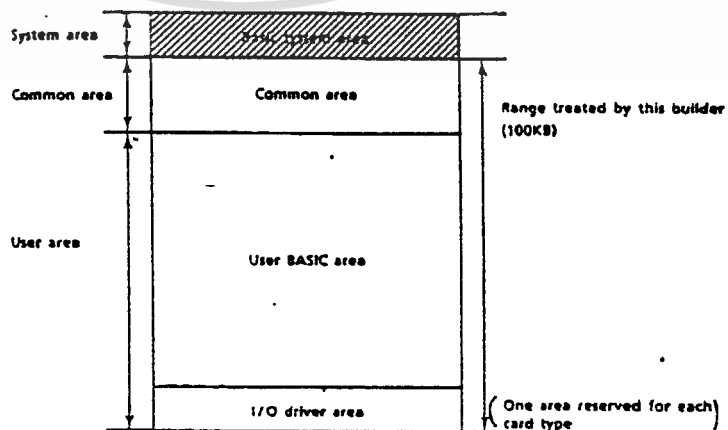 System area
Basic system area
Common area
Common area
Range treated by this builder
(100KB)
User area
User BASIC area
I/O driver area
(One area reserved for each
card type)